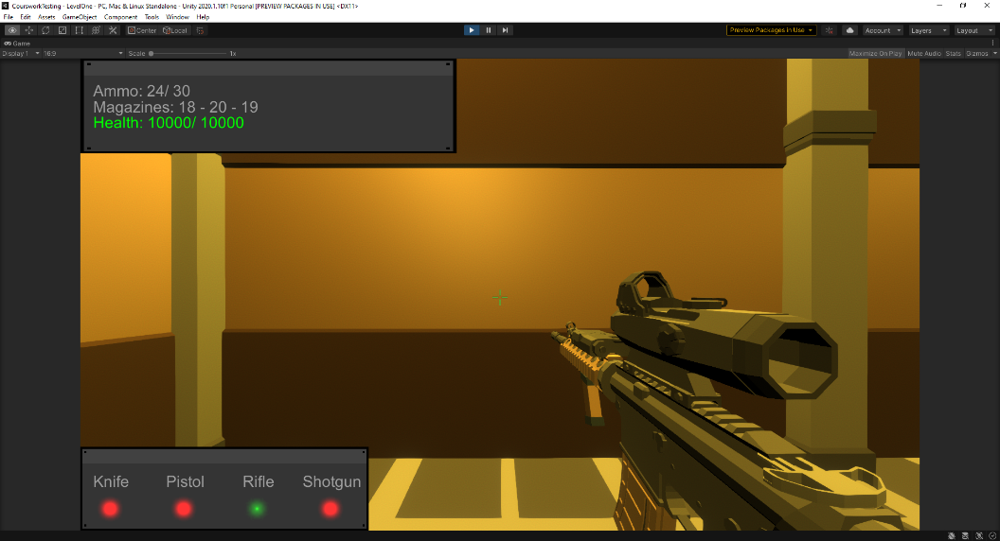 CoursworkTesting - LevelOne - PC, Mac & Linux Standalone - Unity 2020.1.10f1 Personal [PREVIEW PACKAGES IN USE] <DX11>
File Edit Assets GameObject Component Tools Window Help
Center Local Preview Packages in Use Account Layers Layout
Game
Display 1 16:9 Scale 1x Maximize On Play Mute Audio Stats Gizmos
Ammo: 24/ 30
Magazines: 18 - 20 - 19
Health: 10000/ 10000
Knife Pistol Rifle Shotgun